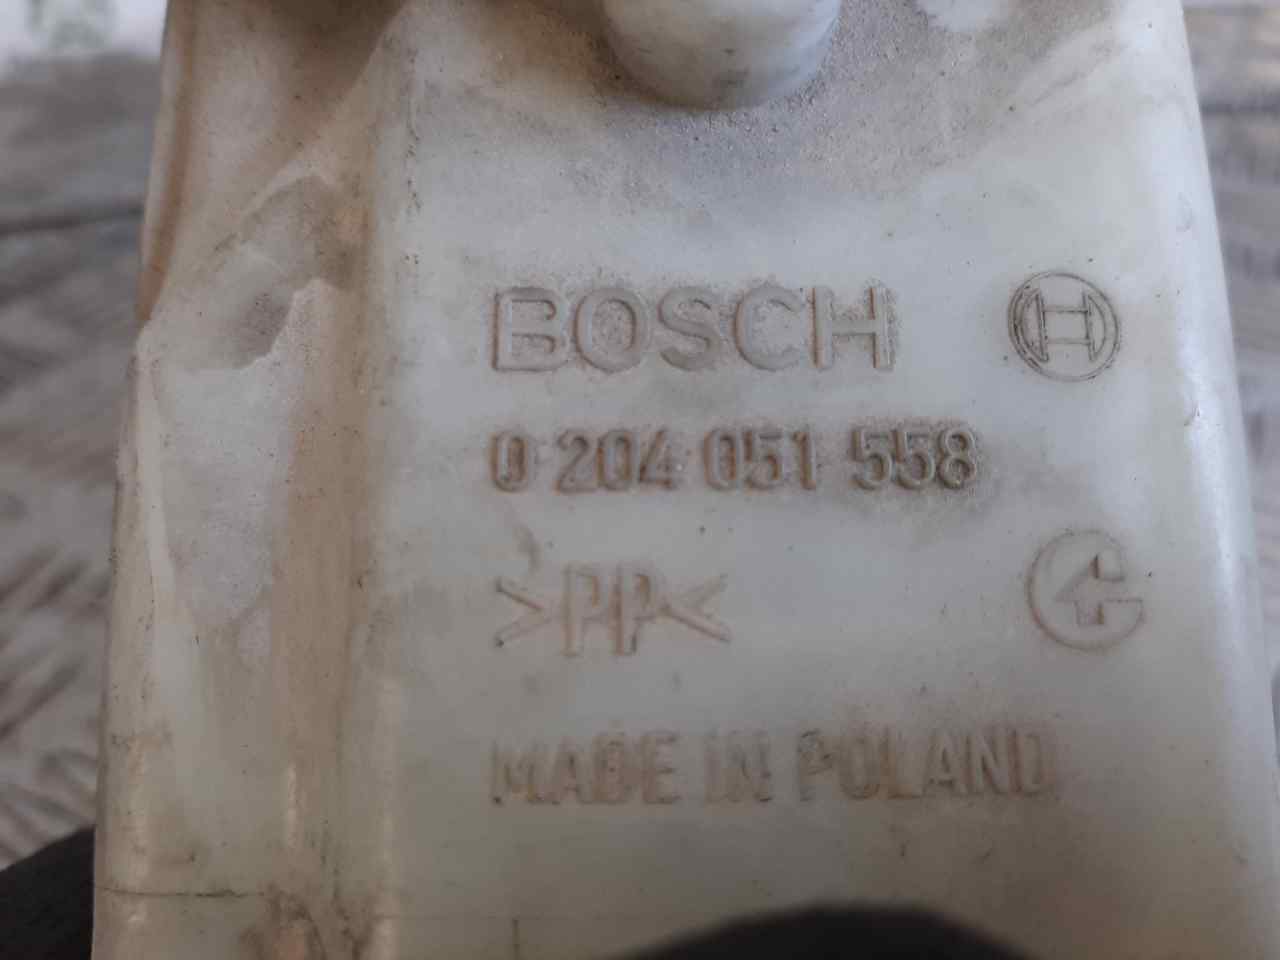 BOSCH
0 204 051 558
>PP<
MADE IN POLAND